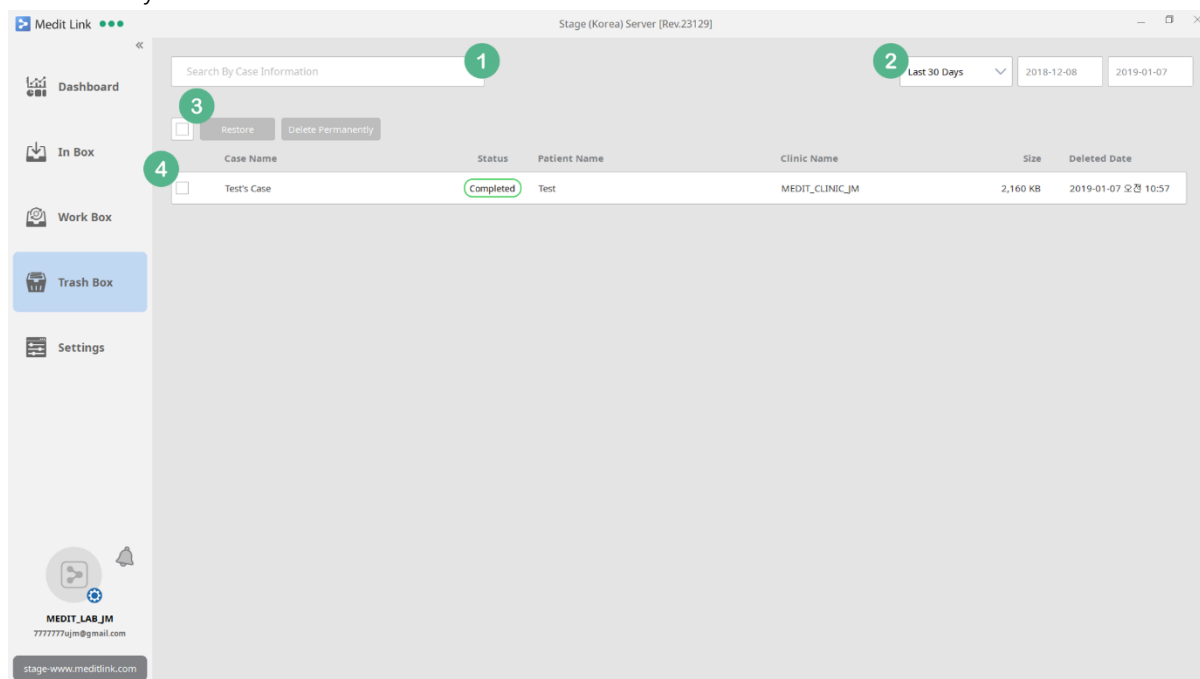 Medit Link
Stage (Korea) Server [Rev.23129]
Dashboard
In Box
Work Box
Trash Box
Settings
MEDIT_LAB_JM
7777777ujm@gmail.com
stage-www.meditlink.com
Search By Case Information
1
2
Last 30 Days
2018-12-08
2019-01-07
3
Restore
Delete Permanently
4
Case Name Status Patient Name Clinic Name Size Deleted Date
Test's Case Completed Test MEDIT_CLINIC_JM 2,160 KB 2019-01-07 오전 10:57